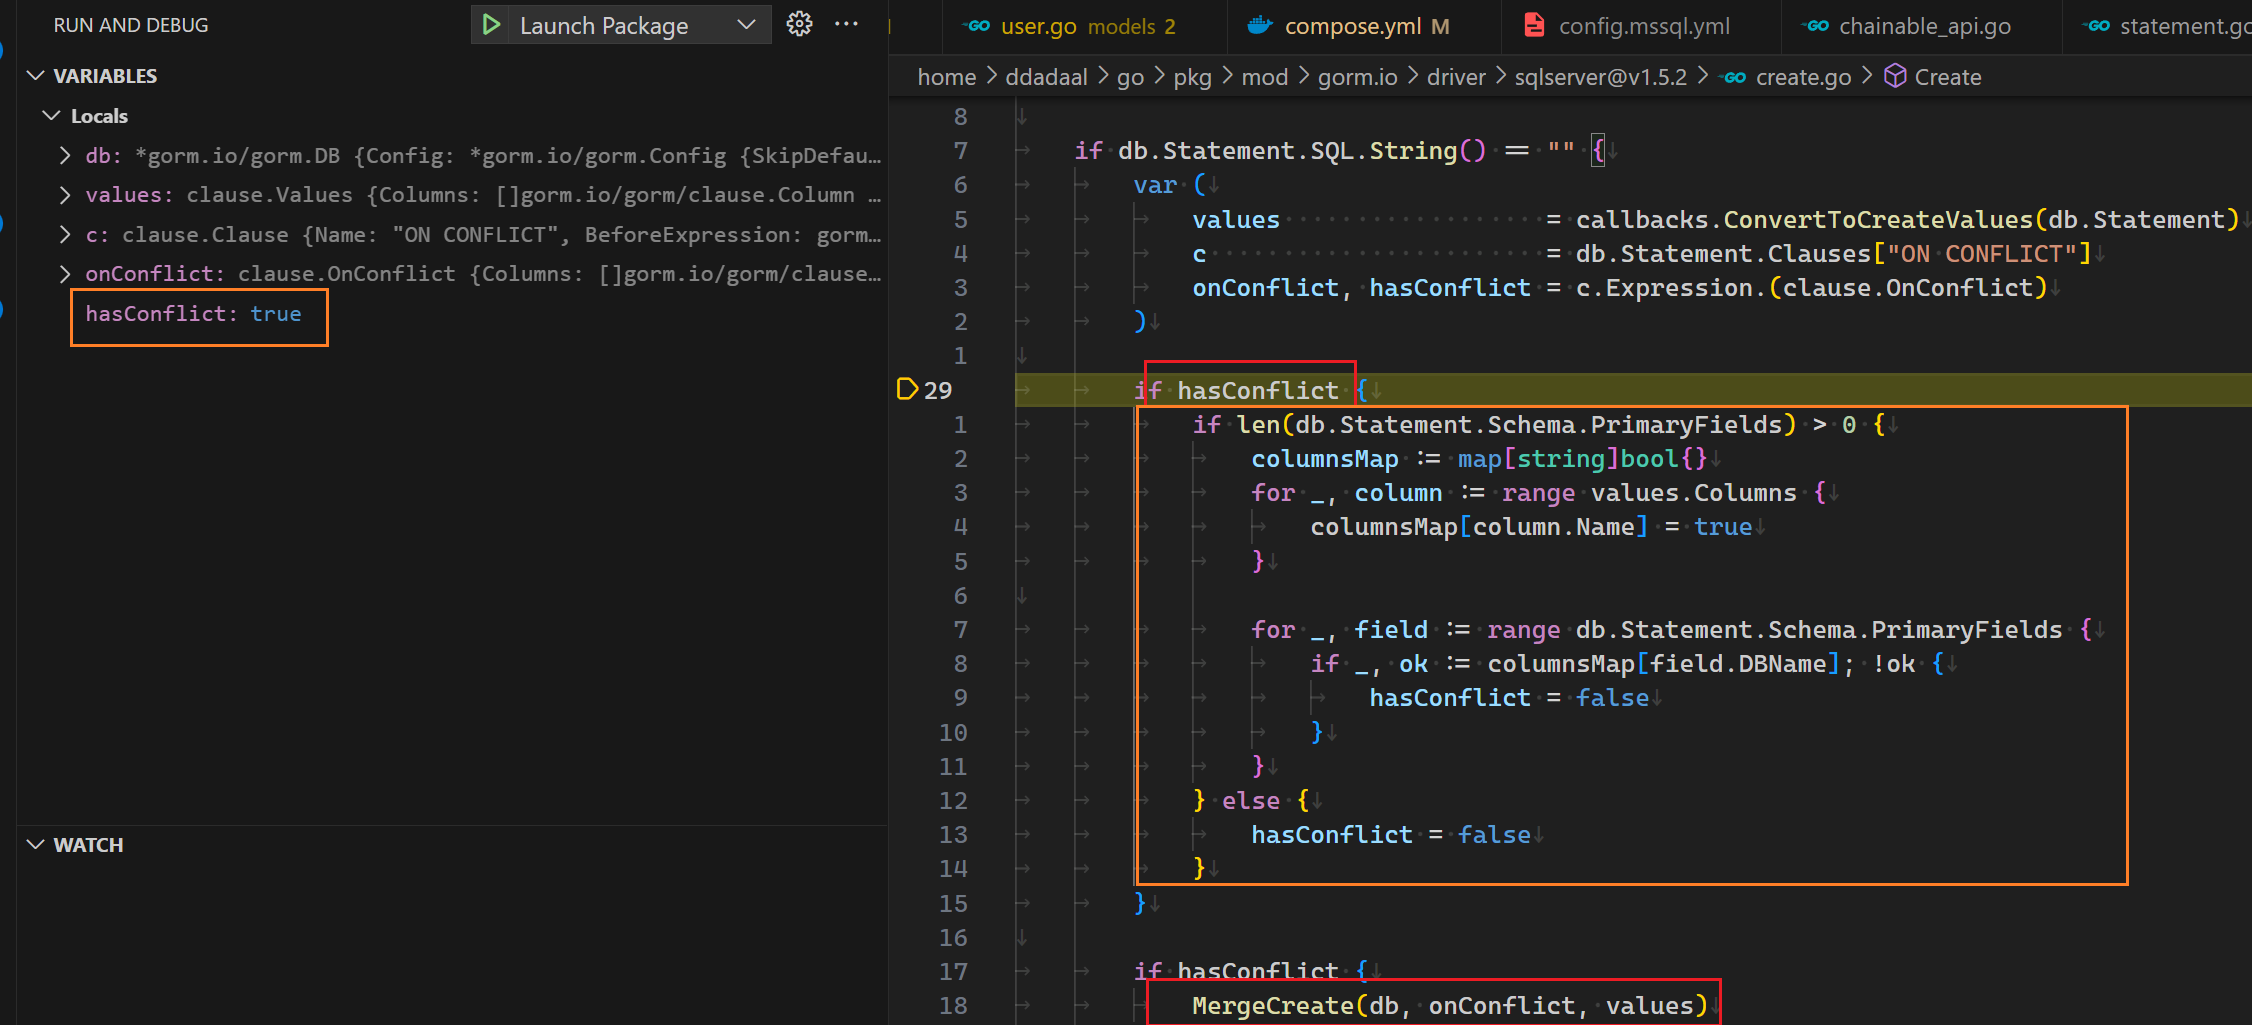 RUN AND DEBUG
Launch Package
VARIABLES
Locals
db: *gorm.io/gorm.DB {Config: *gorm.io/gorm.Config {SkipDefau…
values: clause.Values {Columns: []gorm.io/gorm/clause.Column …
c: clause.Clause {Name: "ON CONFLICT", BeforeExpression: gorm…
onConflict: clause.OnConflict {Columns: []gorm.io/gorm/clause…
hasConflict: true
WATCH
user.go models 2
compose.yml M
config.mssql.yml
chainable_api.go
statement.go
home > ddadaal > go > pkg > mod > gorm.io > driver > sqlserver@v1.5.2 > create.go > Create
8
7 if db.Statement.SQL.String() == "" {
6 var (
5 values = callbacks.ConvertToCreateValues(db.Statement)
4 c = db.Statement.Clauses["ON CONFLICT"]
3 onConflict, hasConflict = c.Expression.(clause.OnConflict)
2 )
1
29 if hasConflict {
1 if len(db.Statement.Schema.PrimaryFields) > 0 {
2 columnsMap := map[string]bool{}
3 for _, column := range values.Columns {
4 columnsMap[column.Name] = true
5 }
6
7 for _, field := range db.Statement.Schema.PrimaryFields {
8 if _, ok := columnsMap[field.DBName]; !ok {
9 hasConflict = false
10 }
11 }
12 } else {
13 hasConflict = false
14 }
15 }
16
17 if hasConflict {
18 MergeCreate(db, onConflict, values)